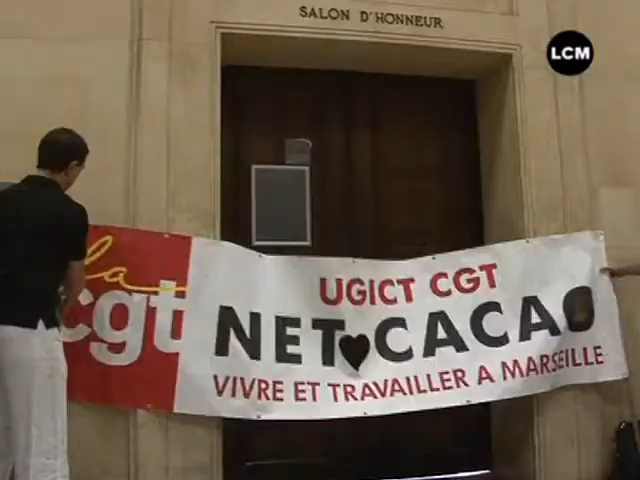 SALON D'HONNEUR
LCM
la
cgt
UGICT CGT
NET♥CACAO
VIVRE ET TRAVAILLER A MARSEILLE